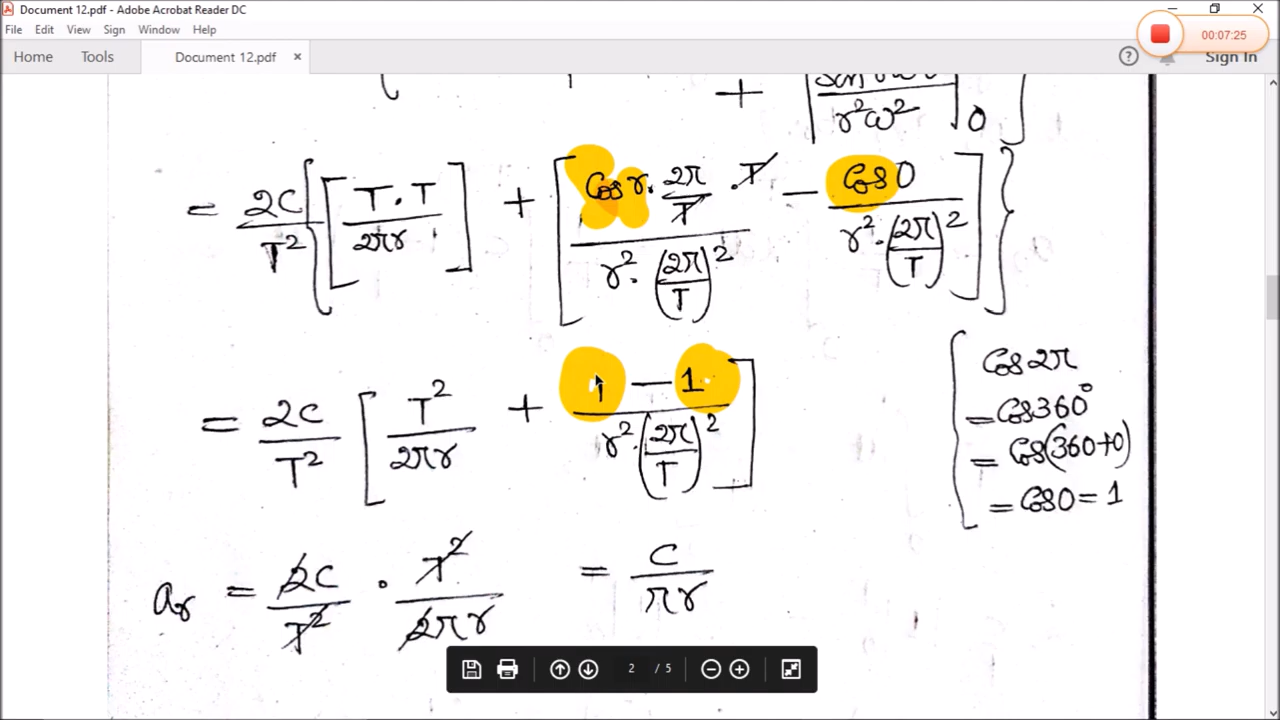 Document 12.pdf - Adobe Acrobat Reader DC
File Edit View Sign Window Help
00:07:25
Home Tools Document 12.pdf × Sign In
+ r²ω² 0
= 2C/T² { [ T·T / 2πr ] + [ Cos r · 2π/T · T / r² · (2π/T)² − Cos 0 / r² · (2π/T)² ] }
= 2C/T² [ T² / 2πr + 1 − 1 / r² · (2π/T)² ]
Cos 2π
= Cos 360°
= Cos (360+0)
= Cos 0 = 1
ar = 2C/T² · T²/2πr = C/πr
2 / 5